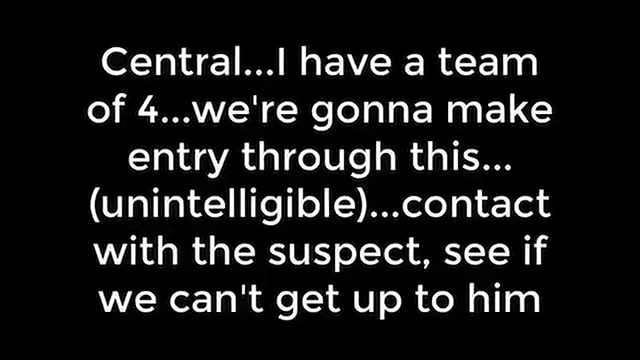 Central...I have a team
of 4...we're gonna make
entry through this...
(unintelligible)...contact
with the suspect, see if
we can't get up to him